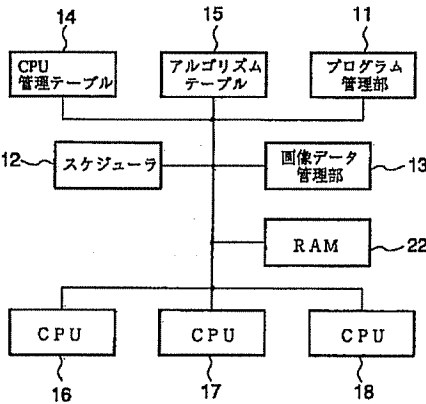 14
15
11
CPU
管理テーブル
アルゴリズム
テーブル
プログラム
管理部
12
スケジューラ
画像データ
管理部
13
RAM
22
CPU
CPU
CPU
16
17
18